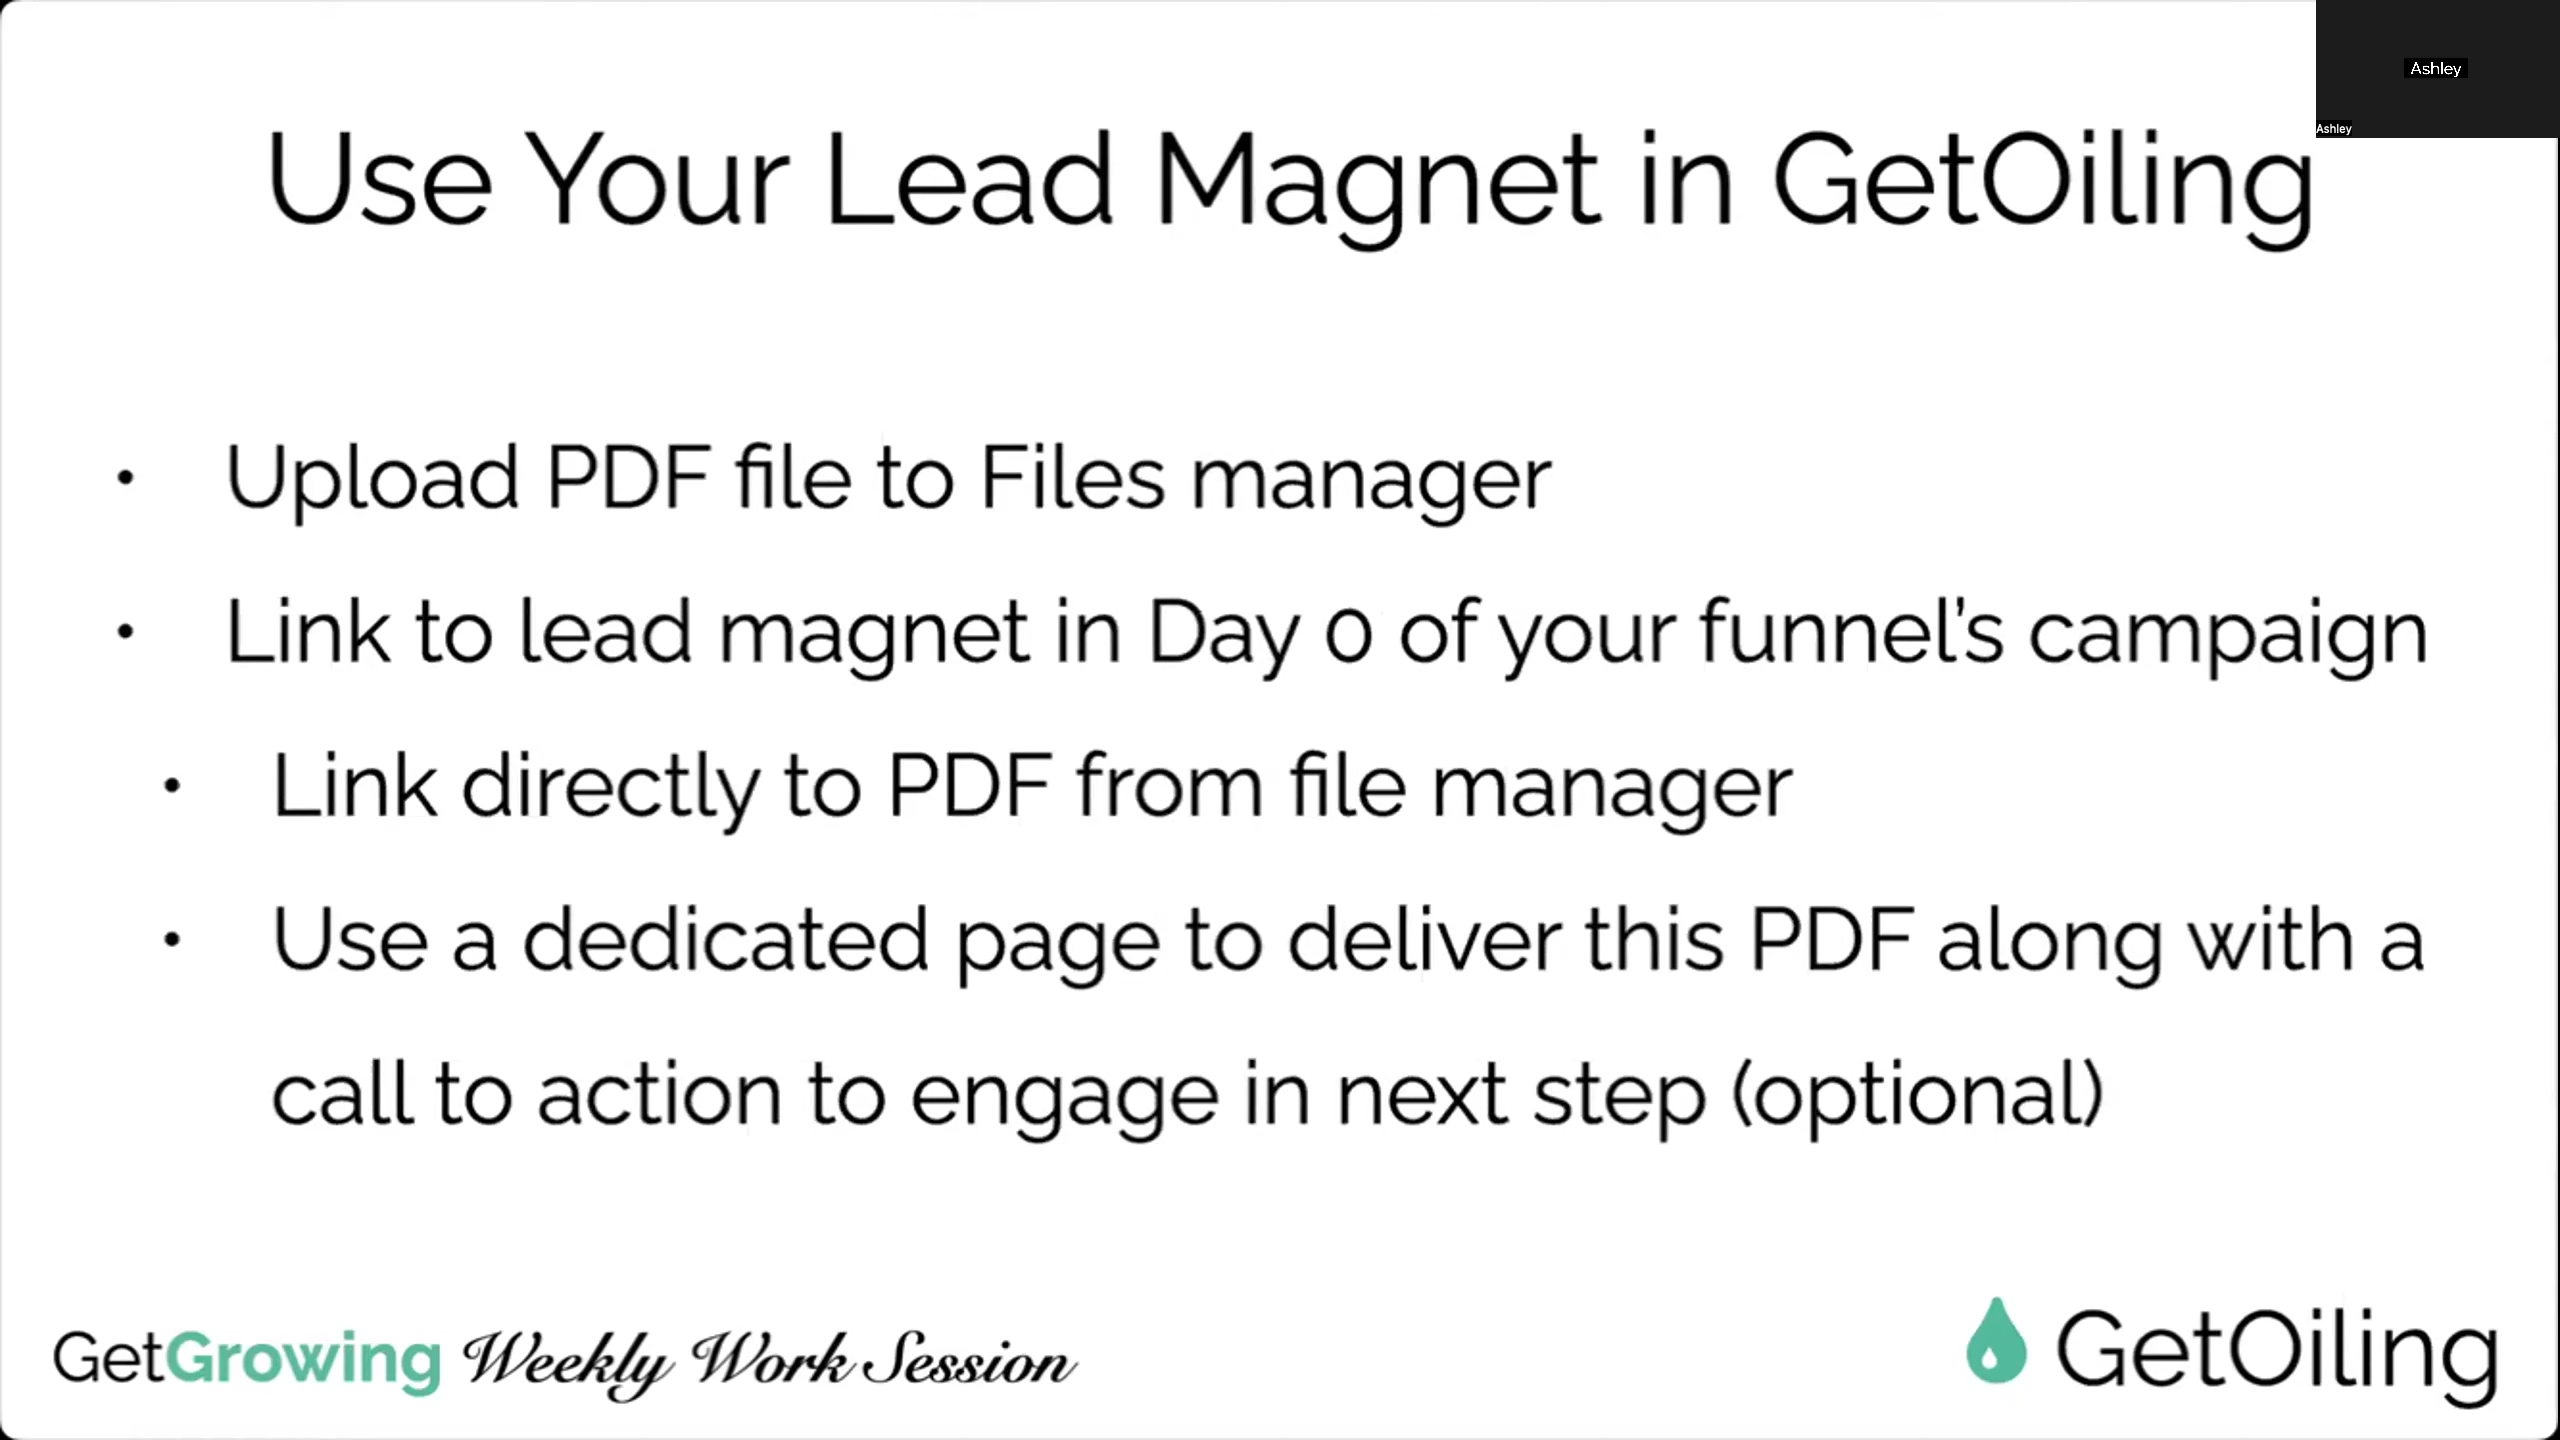 Ashley
Ashley
Use Your Lead Magnet in GetOiling
• Upload PDF file to Files manager
• Link to lead magnet in Day 0 of your funnel’s campaign
• Link directly to PDF from file manager
• Use a dedicated page to deliver this PDF along with a
call to action to engage in next step (optional)
GetGrowing Weekly Work Session
GetOiling